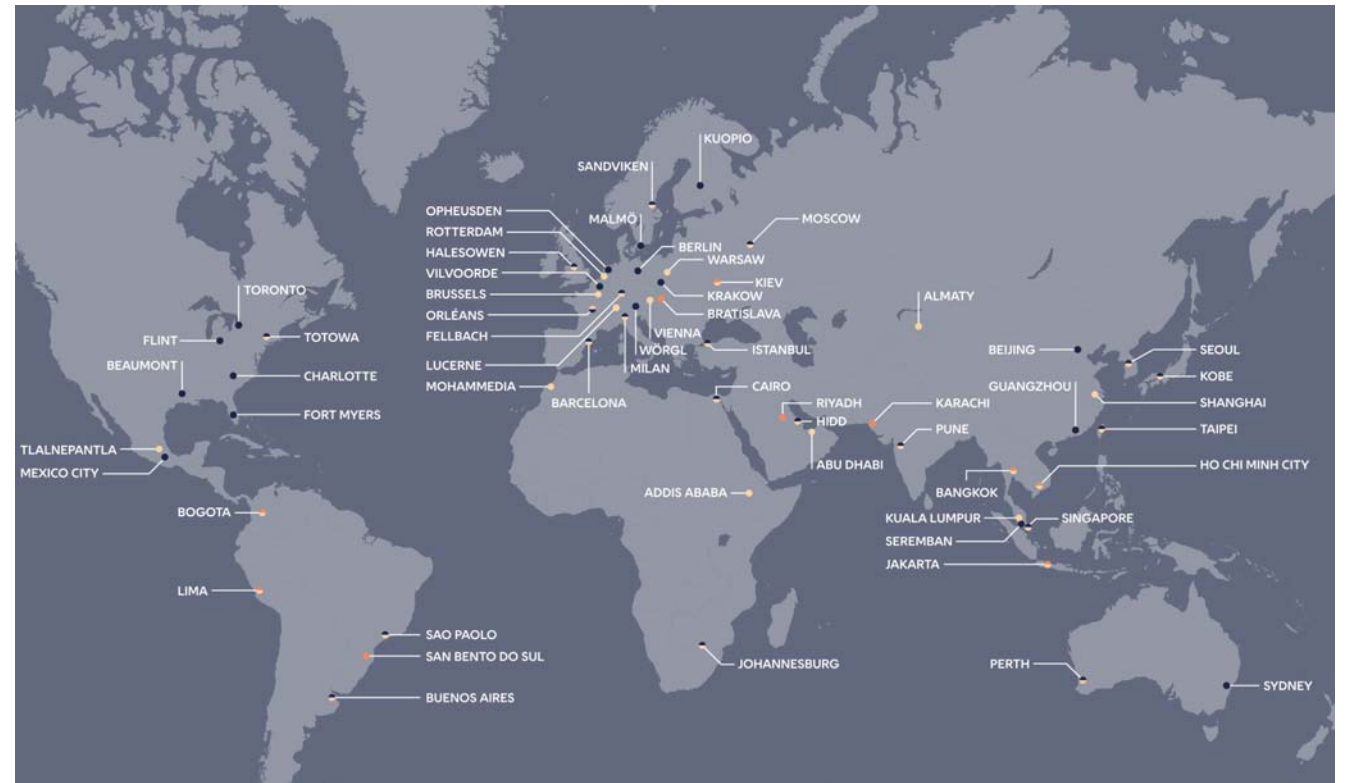 KUOPIO
SANDVIKEN
OPHEUSDEN
MALMÖ
MOSCOW
ROTTERDAM
HALESOWEN
BERLIN
WARSAW
VILVOORDE
KIEV
TORONTO
BRUSSELS
KRAKOW
ALMATY
ORLÉANS
BRATISLAVA
FLINT
TOTOWA
FELLBACH
VIENNA
WÖRGL
ISTANBUL
BEIJING
SEOUL
BEAUMONT
LUCERNE
MILAN
CHARLOTTE
KOBE
MOHAMMEDIA
CAIRO
GUANGZHOU
BARCELONA
RIYADH
KARACHI
SHANGHAI
FORT MYERS
HIDD
PUNE
TAIPEI
TLALNEPANTLA
ABU DHABI
HO CHI MINH CITY
MEXICO CITY
ADDIS ABABA
BANGKOK
BOGOTA
KUALA LUMPUR
SINGAPORE
SEREMBAN
JAKARTA
LIMA
SAO PAOLO
SAN BENTO DO SUL
JOHANNESBURG
PERTH
SYDNEY
BUENOS AIRES